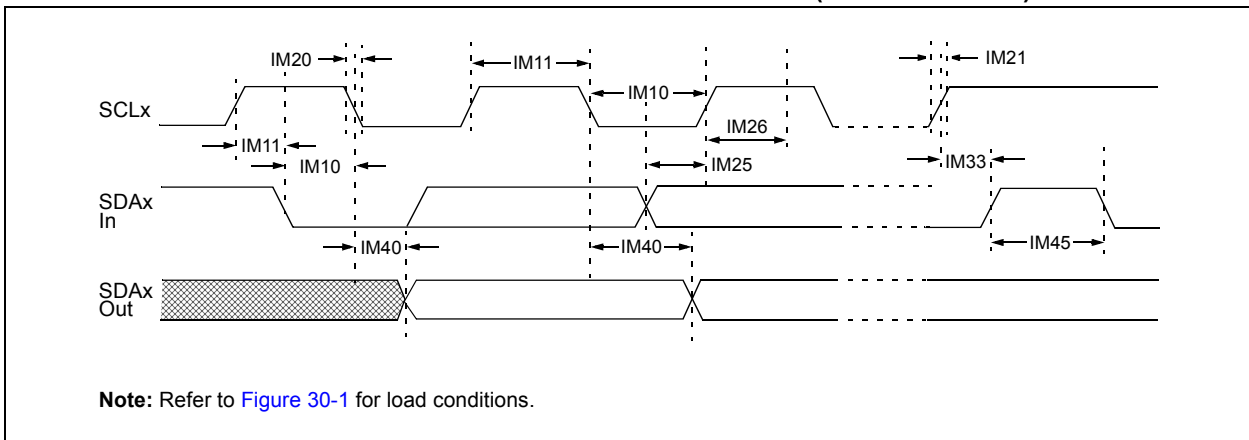 IM20
IM11
IM21
SCLx
IM10
IM26
IM11
IM10
IM25
IM33
SDAx
In
IM40
IM40
IM45
SDAx
Out
Note: Refer to Figure 30-1 for load conditions.